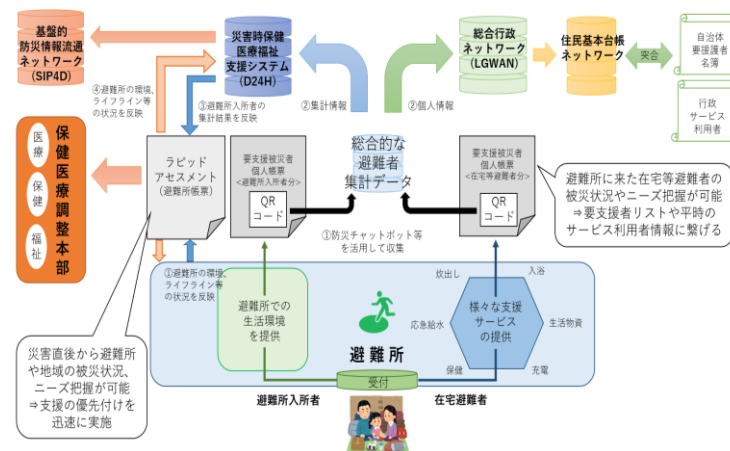 基盤的
防災情報流通
ネットワーク
(SIP4D)
災害時保健
医療福祉
支援システム
(D24H)
総合行政
ネットワーク
(LGWAN)
住民基本台帳
ネットワーク
突合
自治体
要援護者
名簿
行政
サービス
利用者
④避難所の環境、
ライフライン等
の状況を反映
③避難所入所者の
集計結果を反映
②集計情報
②個人情報
保健医療調整本部
医療
保健
福祉
ラピッド
アセスメント
(避難所帳票)
要支援被災者
個人帳票
<避難所入所者分>
QR
コード
総合的な
避難者
集計データ
要支援被災者
個人帳票
<在宅等避難者分>
QR
コード
避難所に来た在宅等避難者の
被災状況やニーズ把握が可能
⇒要支援者リストや平時の
サービス利用者情報に繋げる
①防災チャットボット等
を活用して収集
①避難所の環境、
ライフライン等
の状況を反映
避難所での
生活環境
を提供
避難所
炊出し
入浴
応急給水
様々な支援
サービス
の提供
生活物資
保健
充電
受付
避難所入所者
在宅避難者
災害直後から避難所
や地域の被災状況、
ニーズ把握が可能
⇒支援の優先付けを
迅速に実施